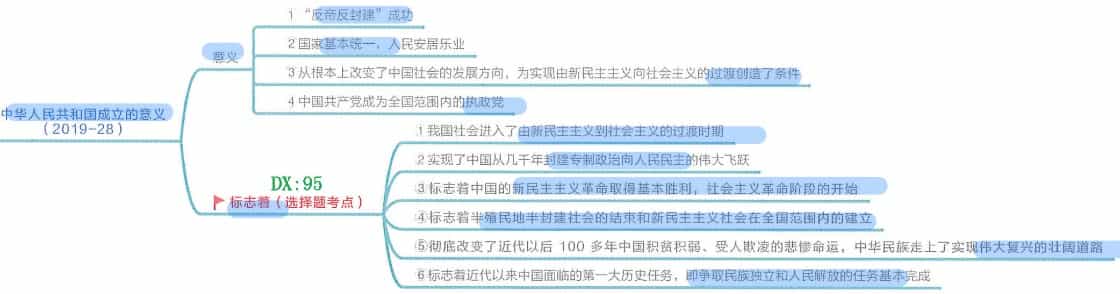 中华人民共和国成立的意义
（2019-28）
意义
1 “反帝反封建”成功
2 国家基本统一，人民安居乐业
3 从根本上改变了中国社会的发展方向，为实现由新民主主义向社会主义的过渡创造了条件
4 中国共产党成为全国范围内的执政党
DX:95
标志着（选择题考点）
①我国社会进入了由新民主主义到社会主义的过渡时期
②实现了中国从几千年封建专制政治向人民民主的伟大飞跃
③标志着中国的新民主主义革命取得基本胜利，社会主义革命阶段的开始
④标志着半殖民地半封建社会的结束和新民主主义社会在全国范围内的建立
⑤彻底改变了近代以后 100 多年中国积贫积弱、受人欺凌的悲惨命运，中华民族走上了实现伟大复兴的壮阔道路
⑥标志着近代以来中国面临的第一大历史任务，即争取民族独立和人民解放的任务基本完成